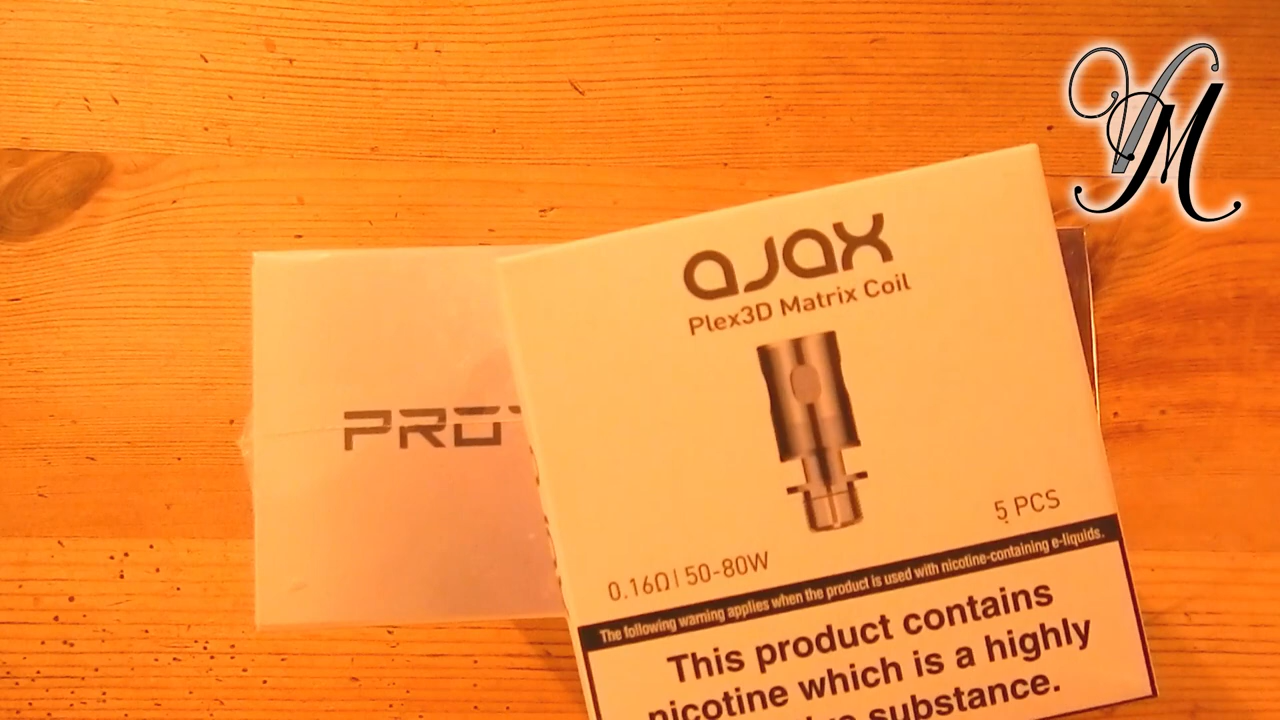 VM
AJAX
Plex3D Matrix Coil
PRO
5 PCS
0.16Ω | 50-80W
The following warning applies when the product is used with nicotine-containing e-liquids.
This product contains
nicotine which is a highly
substance.